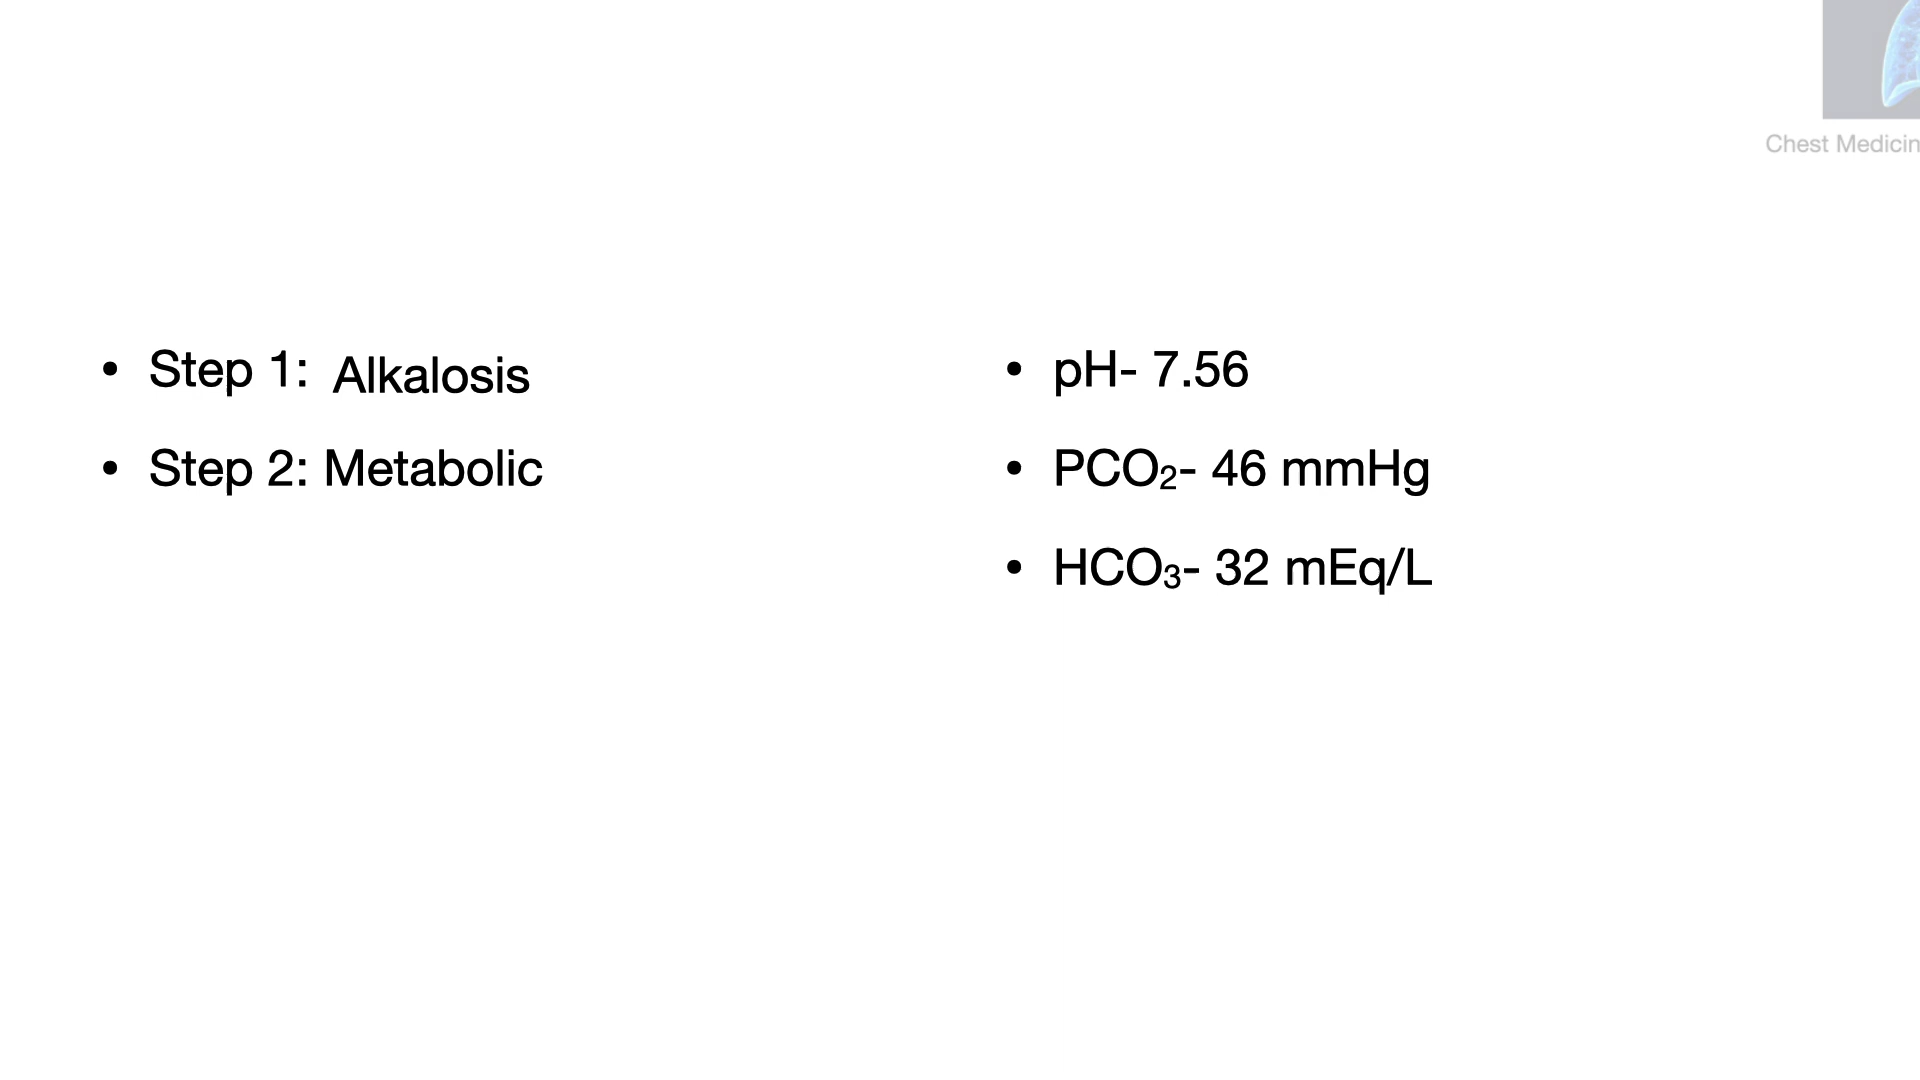 Chest Medicin
• Step 1: Alkalosis
• Step 2: Metabolic
• pH- 7.56
• PCO₂- 46 mmHg
• HCO₃- 32 mEq/L